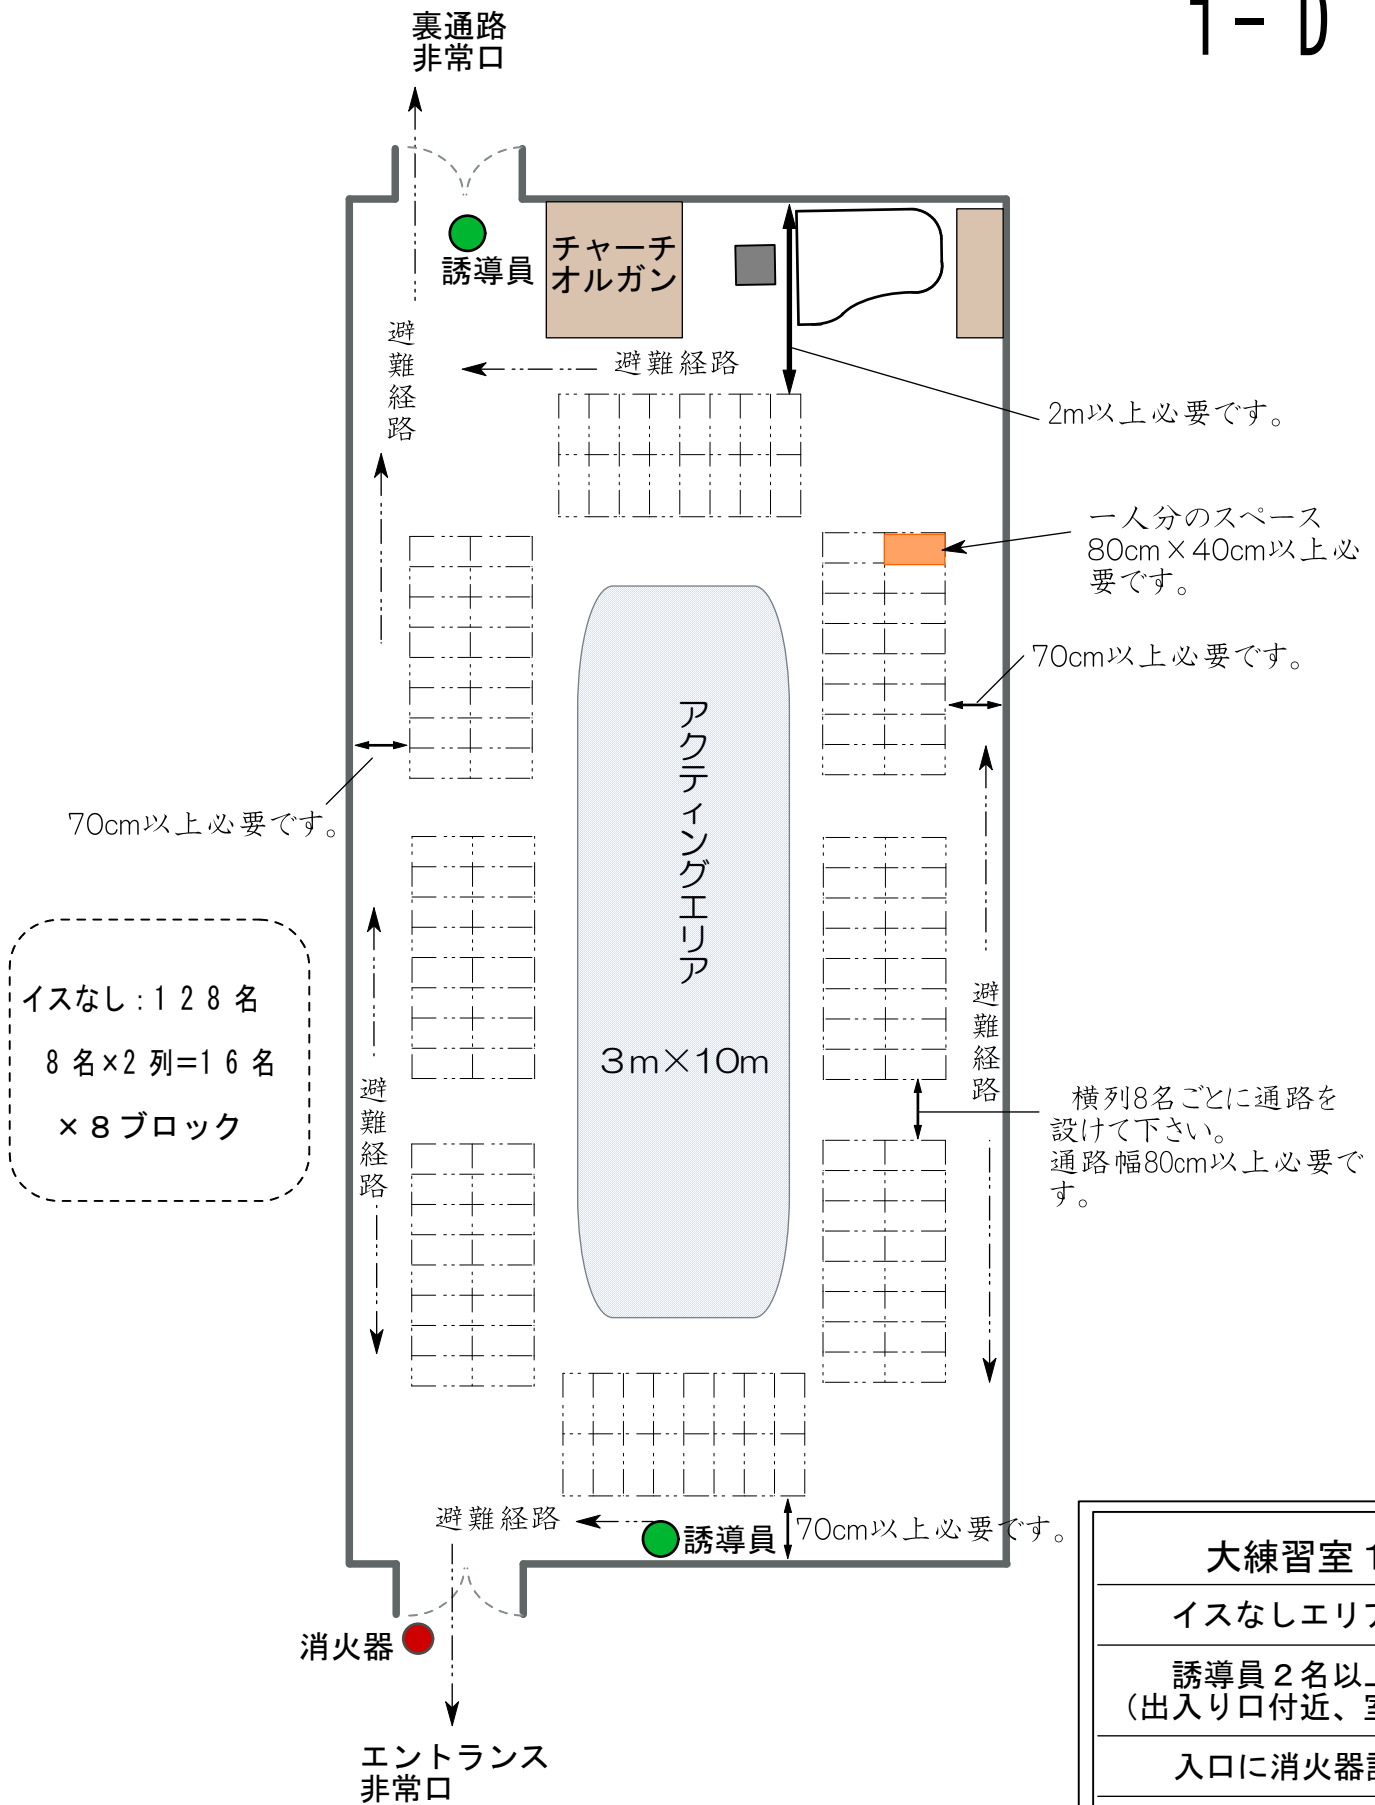 1-D
裏通路
非常口
誘導員
チャーチ
オルガン
避難経路
避難経路
2m以上必要です。
一人分のスペース
80cm×40cm以上必
要です。
70cm以上必要です。
アクティングエリア
3m×10m
70cm以上必要です。
イスなし:128名
8名×2列=16名
×8ブロック
避難経路
避難経路
横列8名ごとに通路を
設けて下さい。
通路幅80cm以上必要で
す。
避難経路
誘導員
70cm以上必要です。
消火器
エントランス
非常口
大練習室1
イスなしエリア
誘導員2名以上
(出入り口付近、室
入口に消火器設